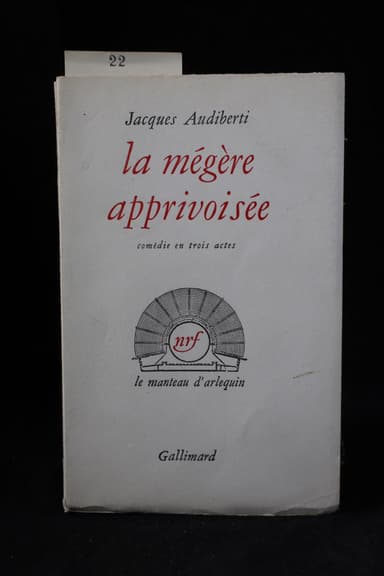 22
Jacques Audiberti
la mégère
apprivoisée
comédie en trois actes
nrf
le manteau d'arlequin
Gallimard